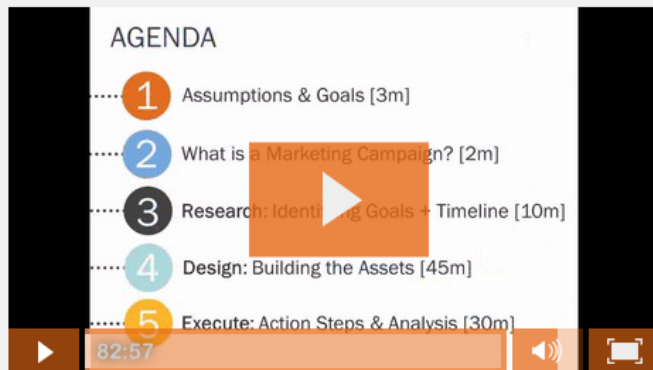 AGENDA
1 Assumptions & Goals [3m]
2 What is a Marketing Campaign? [2m]
3 Research: Identifying Goals + Timeline [10m]
4 Design: Building the Assets [45m]
5 Execute: Action Steps & Analysis [30m]
82:57